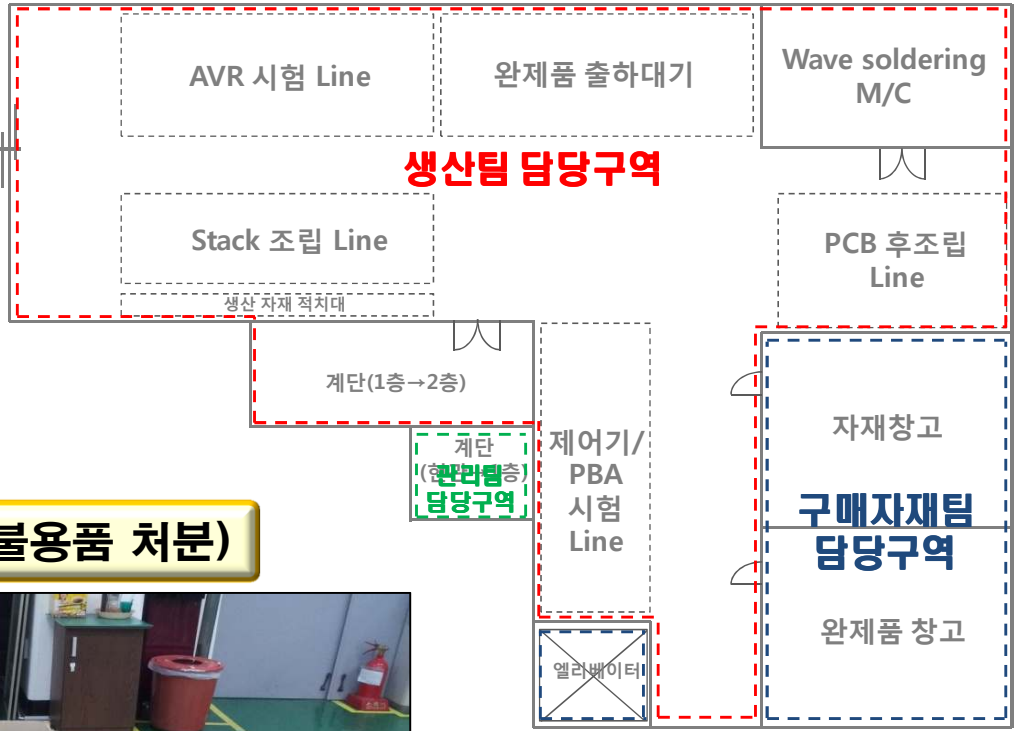 AVR 시험 Line
완제품 출하대기
Wave soldering
M/C
생산팀 담당구역
Stack 조립 Line
PCB 후조립
Line
생산 자재 적치대
계단(1층→2층)
계단
관리팀
담당구역
제어기/
PBA
시험
Line
자재창고
구매자재팀
담당구역
불용품 처분)
완제품 창고
엘리베이터